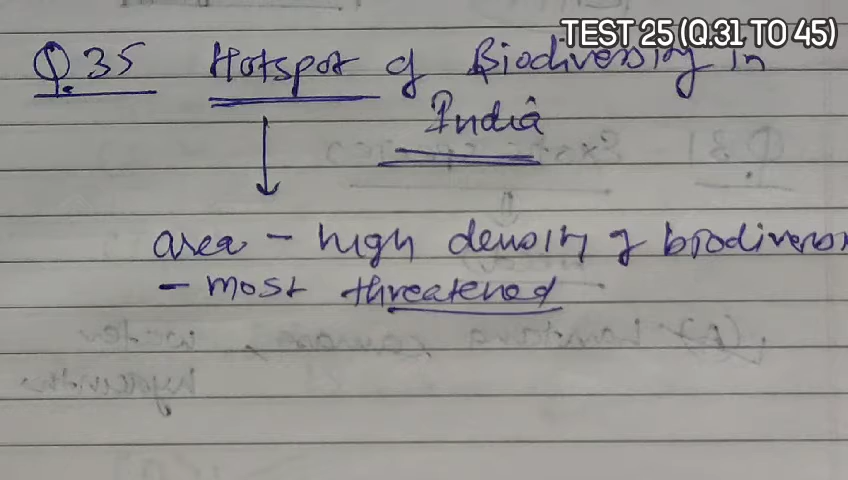 TEST 25 (Q.31 TO 45)
Q.35 Hotspot of Biodiversity in
India
area - high density of biodivers
- most threatened